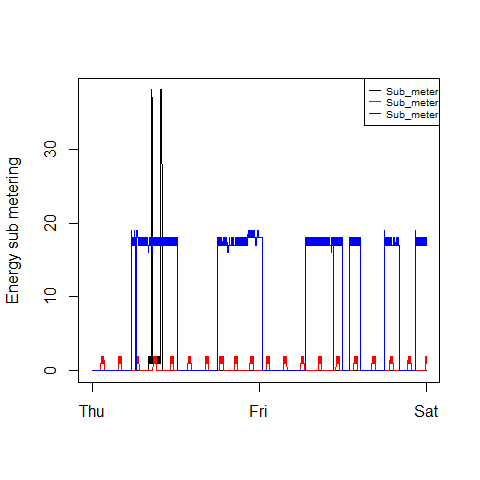 Sub_meter
Sub_meter
Sub_meter
Energy sub metering
30
20
10
0
Thu Fri Sat